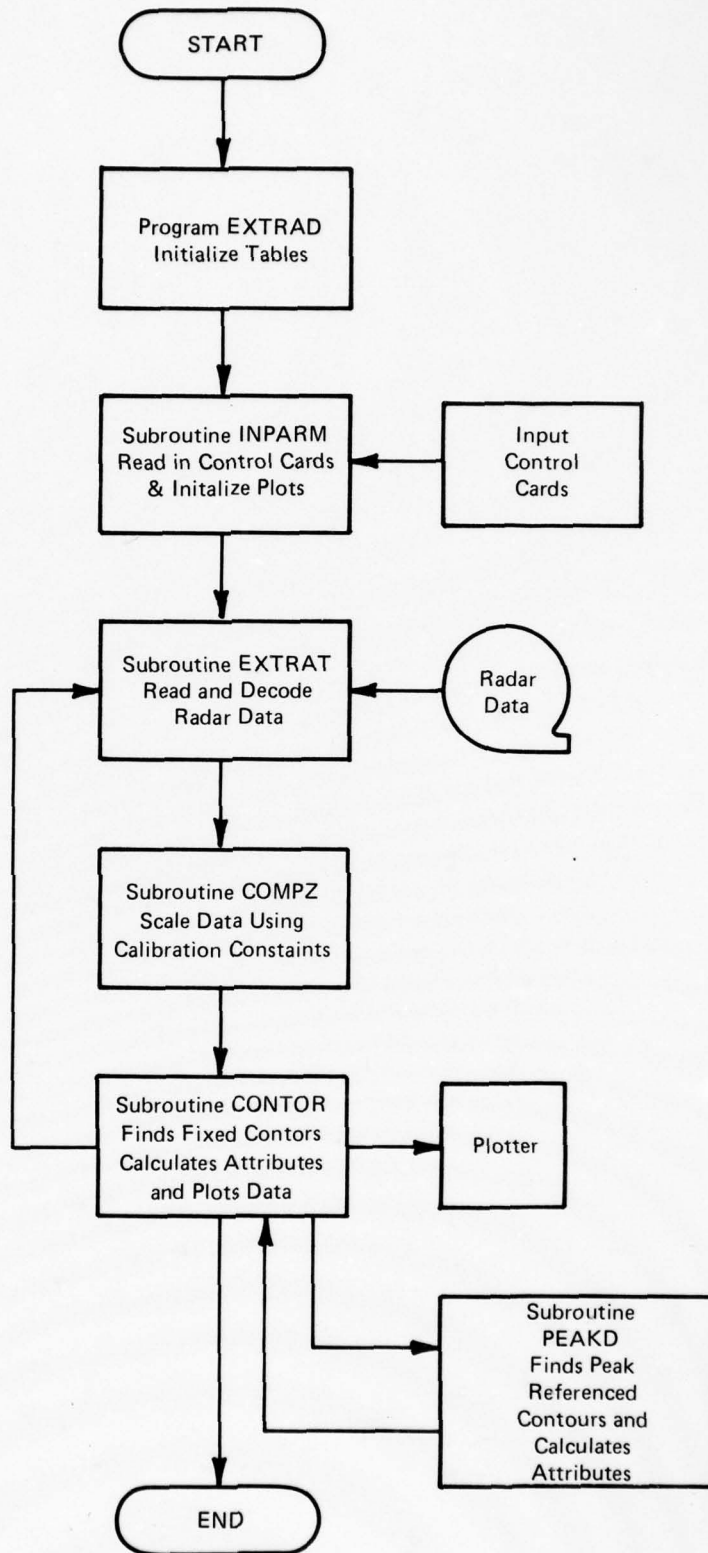 START
Program EXTRAD
Initialize Tables
Subroutine INPARM
Read in Control Cards
& Initalize Plots
Input
Control
Cards
Subroutine EXTRAT
Read and Decode
Radar Data
Radar
Data
Subroutine COMPZ
Scale Data Using
Calibration Constaints
Subroutine CONTOR
Finds Fixed Contors
Calculates Attributes
and Plots Data
Plotter
Subroutine
PEAKD
Finds Peak
Referenced
Contours and
Calculates
Attributes
END